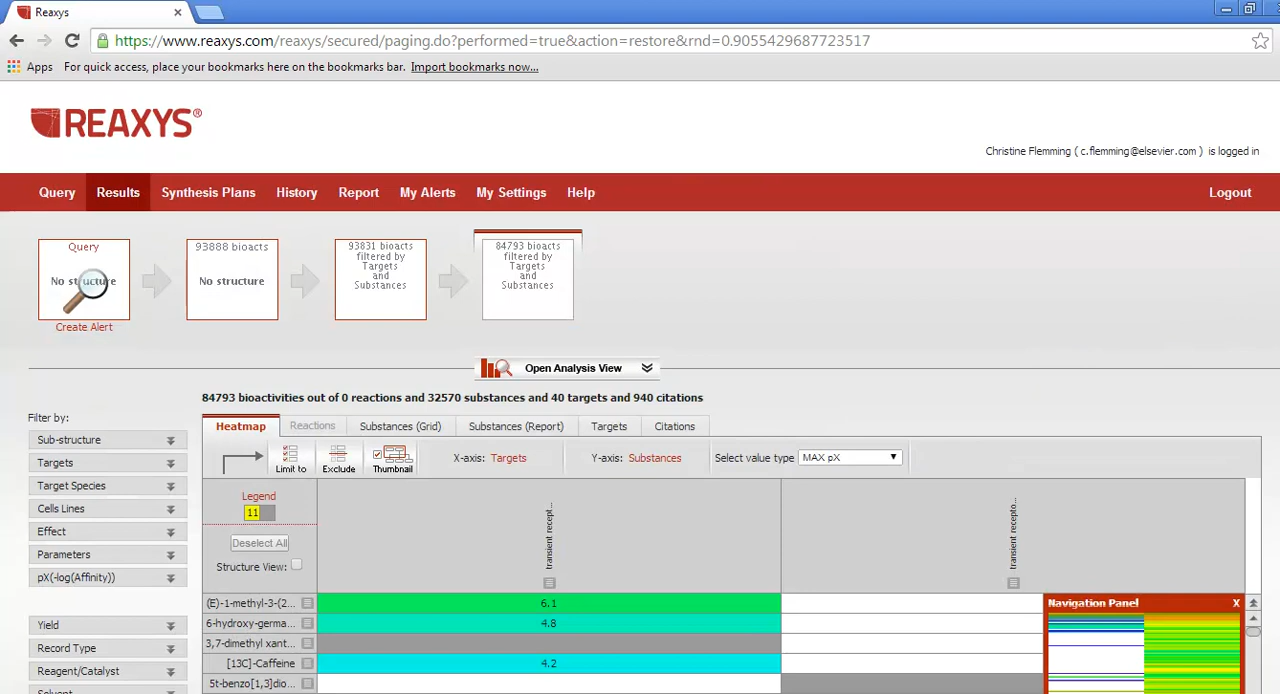 Reaxys
https://www.reaxys.com/reaxys/secured/paging.do?performed=true&action=restore&rnd=0.9055429687723517
Apps For quick access, place your bookmarks here on the bookmarks bar. Import bookmarks now...
REAXYS®
Christine Flemming ( c.flemming@elsevier.com ) is logged in
Query Results Synthesis Plans History Report My Alerts My Settings Help Logout
Query
No structure
Create Alert
93888 bioacts
No structure
93831 bioacts
filtered by
Targets
and
Substances
84793 bioacts
filtered by
Targets
and
Substances
Open Analysis View
84793 bioactivities out of 0 reactions and 32570 substances and 40 targets and 940 citations
Filter by:
Sub-structure
Targets
Target Species
Cells Lines
Effect
Parameters
pX(-log(Affinity))
Yield
Record Type
Reagent/Catalyst
Solvent
Heatmap Reactions Substances (Grid) Substances (Report) Targets Citations
Limit to Exclude Thumbnail X-axis: Targets Y-axis: Substances Select value type MAX pX
Legend
11
Deselect All
Structure View:
transient recept...
transient recepto...
(E)-1-methyl-3-(2... 6.1
6-hydroxy-germa... 4.8
3,7-dimethyl xant...
[13C]-Caffeine 4.2
5t-benzo[1,3]dio...
Navigation Panel X